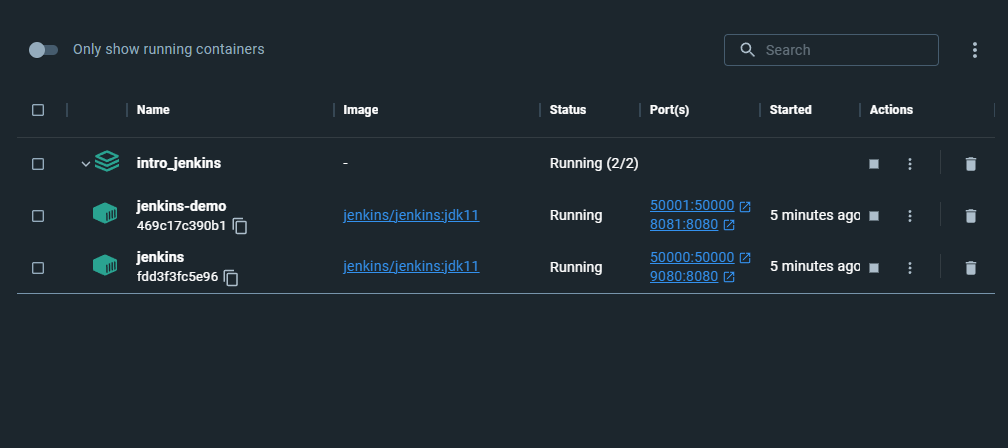 Only show running containers
Search
Name Image Status Port(s) Started Actions
intro_jenkins - Running (2/2)
jenkins-demo
469c17c390b1
jenkins/jenkins:jdk11 Running
50001:50000
8081:8080
5 minutes ago
jenkins
fdd3f3fc5e96
jenkins/jenkins:jdk11 Running
50000:50000
9080:8080
5 minutes ago